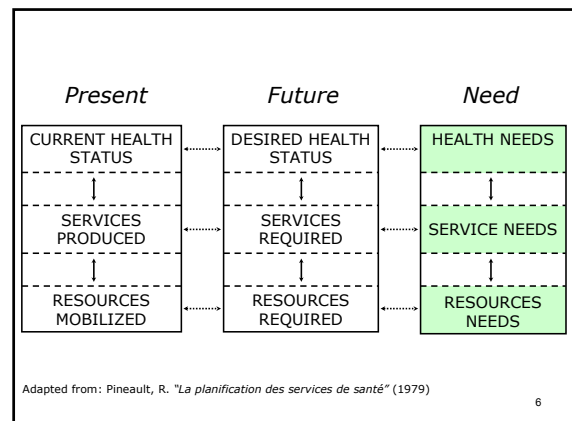 Present Future Need
CURRENT HEALTH STATUS
DESIRED HEALTH STATUS
HEALTH NEEDS
SERVICES PRODUCED
SERVICES REQUIRED
SERVICE NEEDS
RESOURCES MOBILIZED
RESOURCES REQUIRED
RESOURCES NEEDS
Adapted from: Pineault, R. “La planification des services de santé” (1979)
6